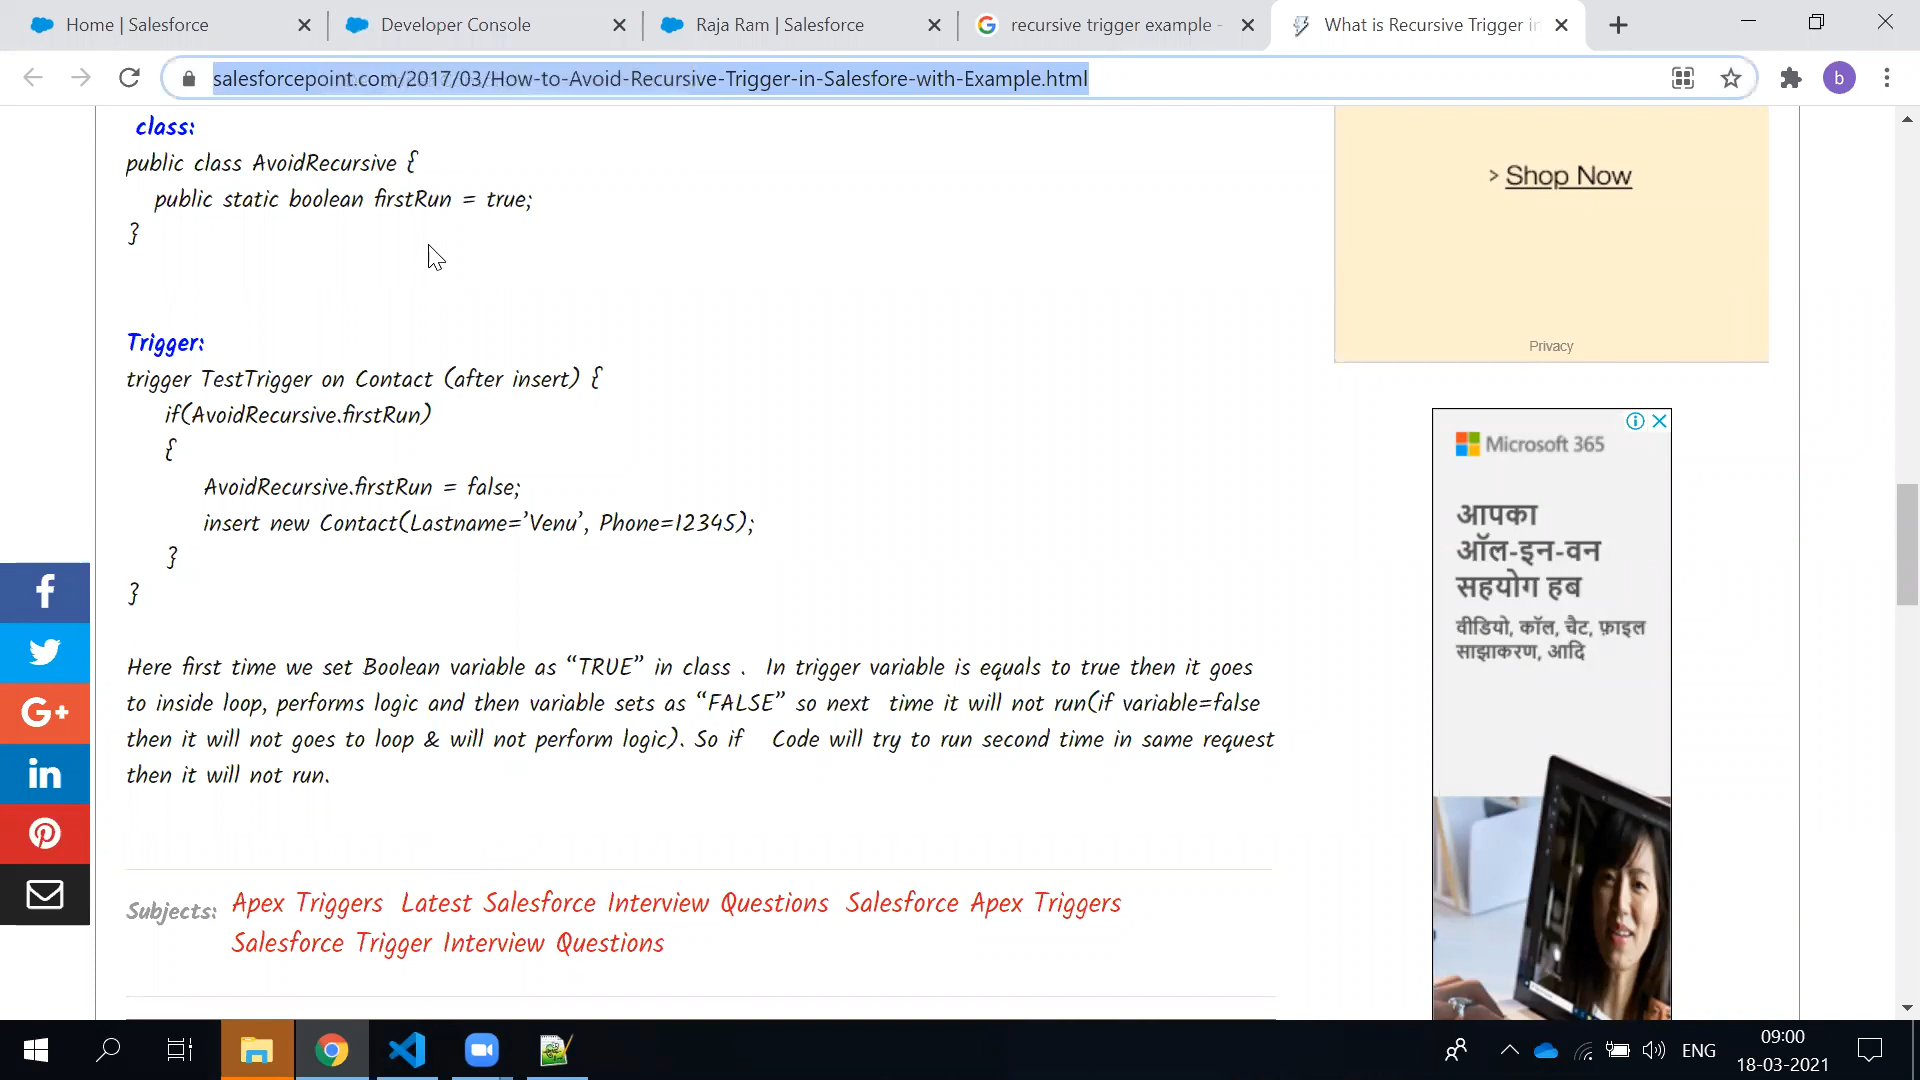 Home | Salesforce
Developer Console
Raja Ram | Salesforce
recursive trigger example -
What is Recursive Trigger in
salesforcepoint.com/2017/03/How-to-Avoid-Recursive-Trigger-in-Salesfore-with-Example.html
b
class:
public class AvoidRecursive {
public static boolean firstRun = true;
}
Trigger:
trigger TestTrigger on Contact (after insert) {
if(AvoidRecursive.firstRun)
{
AvoidRecursive.firstRun = false;
insert new Contact(Lastname=’Venu’, Phone=12345);
}
}
Here first time we set Boolean variable as “TRUE” in class . In trigger variable is equals to true then it goes
to inside loop, performs logic and then variable sets as “FALSE” so next time it will not run(if variable=false
then it will not goes to loop & will not perform logic). So if Code will try to run second time in same request
then it will not run.
Subjects: Apex Triggers Latest Salesforce Interview Questions Salesforce Apex Triggers
Salesforce Trigger Interview Questions
> Shop Now
Privacy
Microsoft 365
आपका
ऑल-इन-वन
सहयोग हब
वीडियो, कॉल, चैट, फ़ाइल
साझाकरण, आदि
f
G+
in
ENG
09:00
18-03-2021